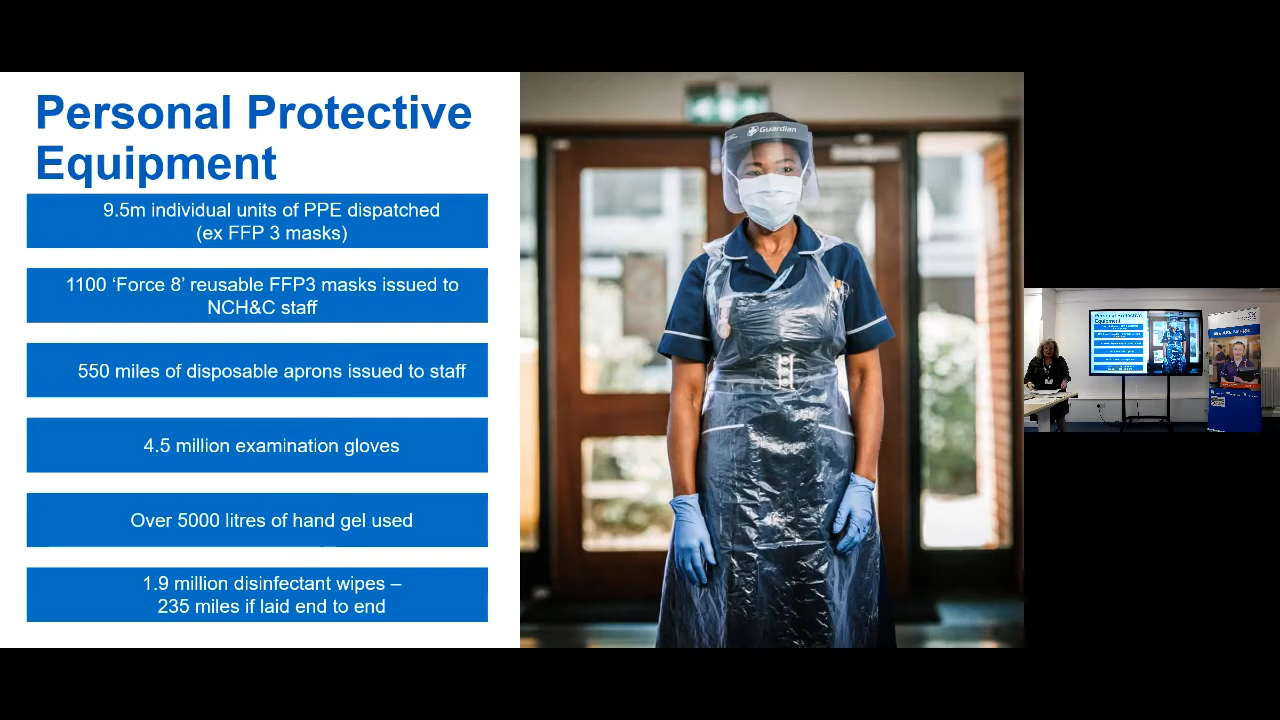 Personal Protective
Equipment
9.5m individual units of PPE dispatched
(ex FFP 3 masks)
1100 ‘Force 8’ reusable FFP3 masks issued to
NCH&C staff
550 miles of disposable aprons issued to staff
4.5 million examination gloves
Over 5000 litres of hand gel used
1.9 million disinfectant wipes –
235 miles if laid end to end
Guardian
Personal Protective
Equipment